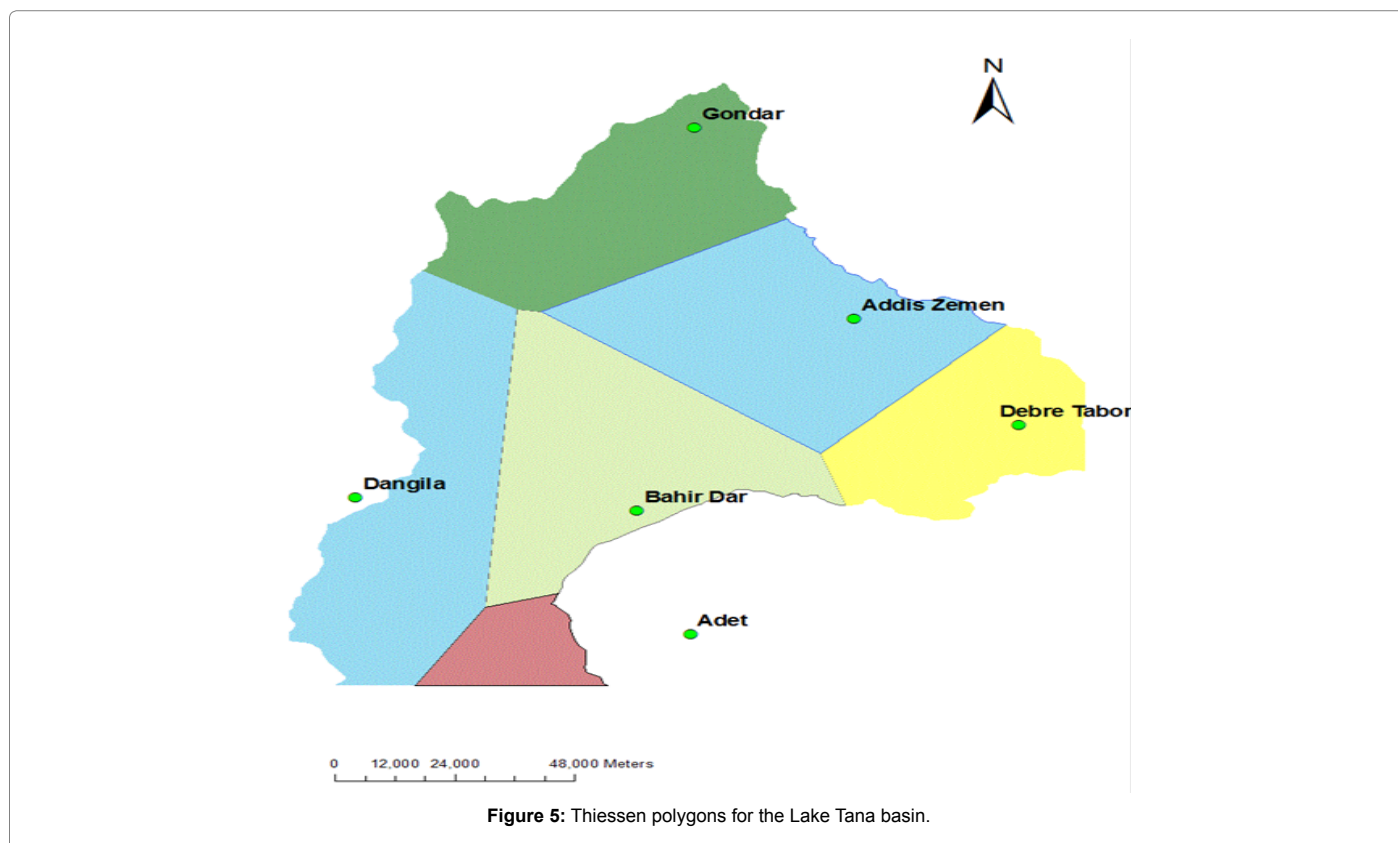 N
Gondar
Addis Zemen
Debre Tabor
Dangila
Bahir Dar
Adet
0 12,000 24,000 48,000 Meters
Figure 5: Thiessen polygons for the Lake Tana basin.